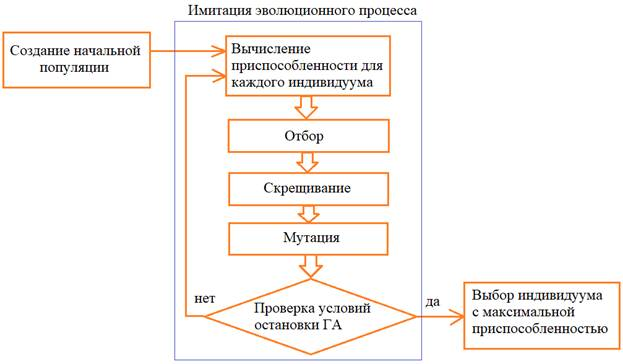 Имитация эволюционного процесса
Создание начальной
популяции
Вычисление
приспособленности для
каждого индивидуума
Отбор
Скрещивание
Мутация
Проверка условий
остановки ГА
нет
да
Выбор индивидуума
с максимальной
приспособленностью